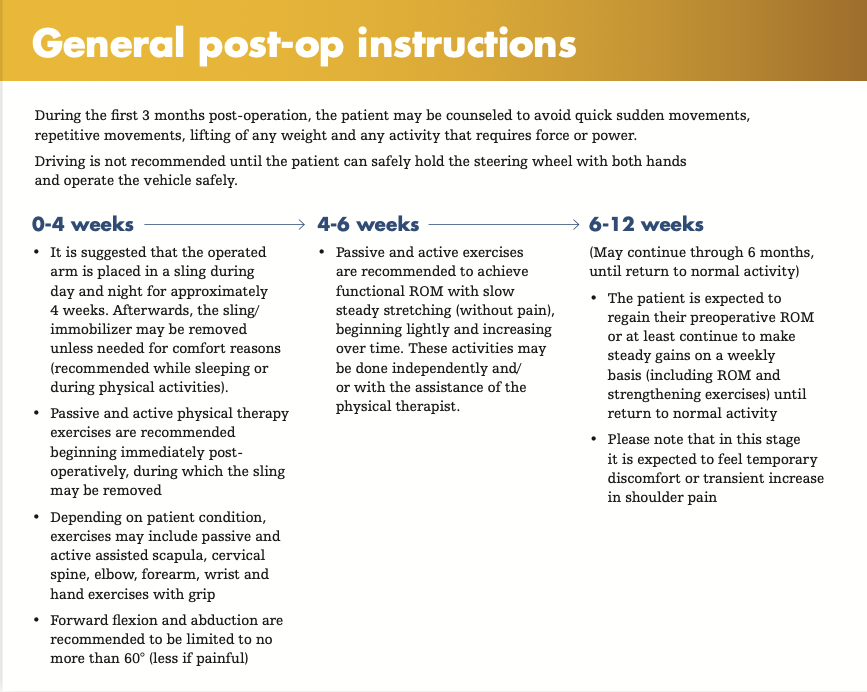 General post-op instructions
During the first 3 months post-operation, the patient may be counseled to avoid quick sudden movements,
repetitive movements, lifting of any weight and any activity that requires force or power.
Driving is not recommended until the patient can safely hold the steering wheel with both hands
and operate the vehicle safely.
0-4 weeks
• It is suggested that the operated
arm is placed in a sling during
day and night for approximately
4 weeks. Afterwards, the sling/
immobilizer may be removed
unless needed for comfort reasons
(recommended while sleeping or
during physical activities).
• Passive and active physical therapy
exercises are recommended
beginning immediately post-
operatively, during which the sling
may be removed
• Depending on patient condition,
exercises may include passive and
active assisted scapula, cervical
spine, elbow, forearm, wrist and
hand exercises with grip
• Forward flexion and abduction are
recommended to be limited to no
more than 60° (less if painful)
4-6 weeks
• Passive and active exercises
are recommended to achieve
functional ROM with slow
steady stretching (without pain),
beginning lightly and increasing
over time. These activities may
be done independently and/
or with the assistance of the
physical therapist.
6-12 weeks
(May continue through 6 months,
until return to normal activity)
• The patient is expected to
regain their preoperative ROM
or at least continue to make
steady gains on a weekly
basis (including ROM and
strengthening exercises) until
return to normal activity
• Please note that in this stage
it is expected to feel temporary
discomfort or transient increase
in shoulder pain